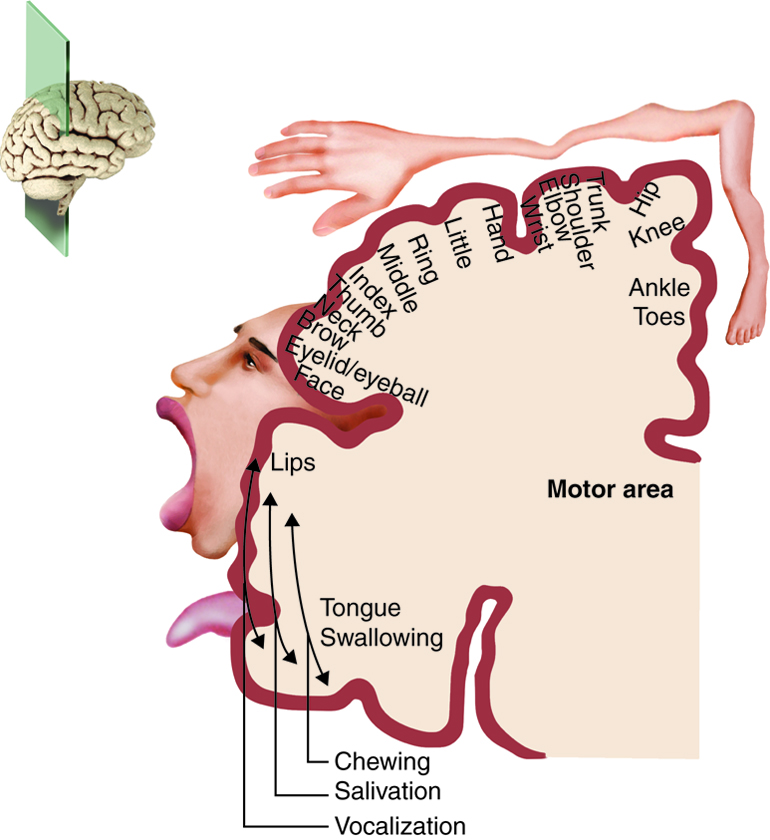 Hip
Trunk
Shoulder
Elbow
Wrist
Hand
Little
Ring
Middle
Index
Thumb
Neck
Brow
Eyelid/eyeball
Face
Knee
Ankle
Toes
Lips
Motor area
Tongue
Swallowing
Chewing
Salivation
Vocalization